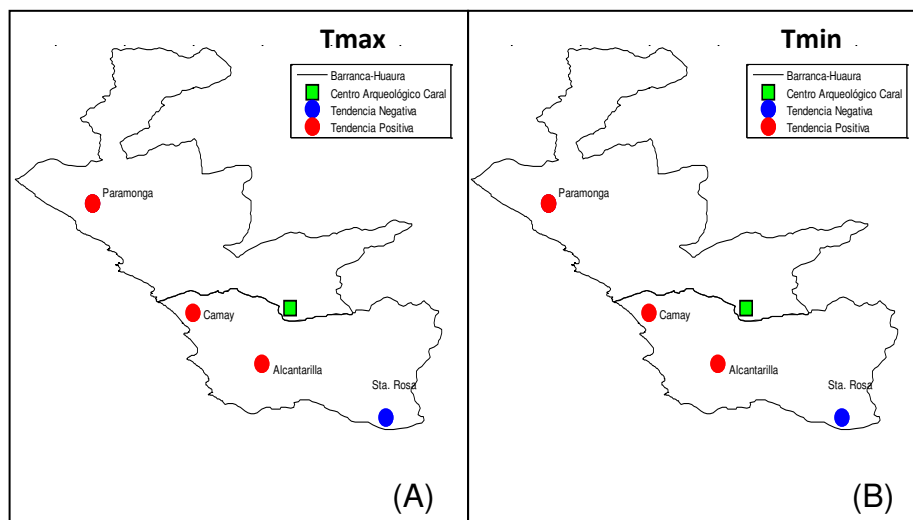 Tmax
Barranca-Huaura
Centro Arqueológico Caral
Tendencia Negativa
Tendencia Positiva
Paramonga
Camay
Alcantarilla
Sta. Rosa
(A)
Tmin
Barranca-Huaura
Centro Arqueológico Caral
Tendencia Negativa
Tendencia Positiva
Paramonga
Camay
Alcantarilla
Sta. Rosa
(B)